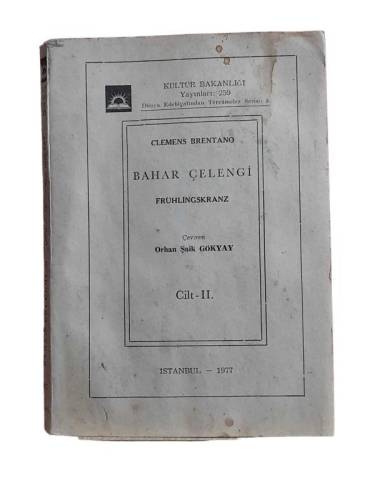 KÜLTÜR BAKANLIĞI
Yayınları: 259
Dünya Edebiyatından Tercümeler Serisi:
CLEMENS BRENTANO
BAHAR ÇELENGİ
FRÜHLINGSKRANZ
Çeviren
Orhan Şaik GÖKYAY
Cilt - II.
İSTANBUL — 1977